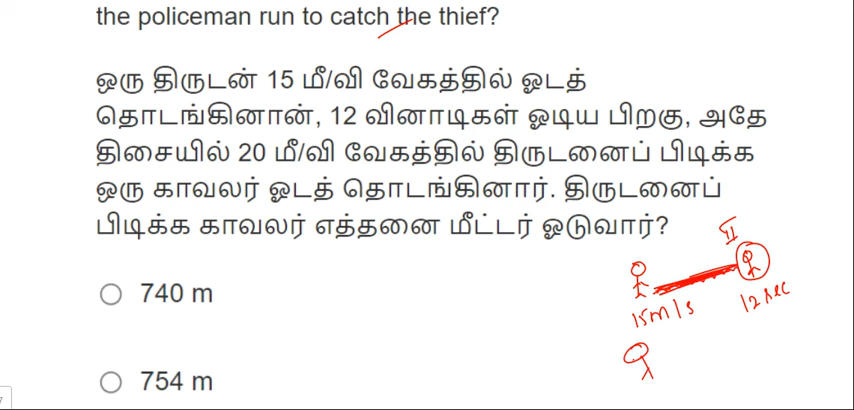 the policeman run to catch the thief?
ஒரு திருடன் 15 மீ/வி வேகத்தில் ஓடத்
தொடங்கினான், 12 வினாடிகள் ஓடிய பிறகு, அதே
திசையில் 20 மீ/வி வேகத்தில் திருடனைப் பிடிக்க
ஒரு காவலர் ஓடத் தொடங்கினார். திருடனைப்
பிடிக்க காவலர் எத்தனை மீட்டர் ஓடுவார்?
II
15m/s 12 sec
740 m
754 m